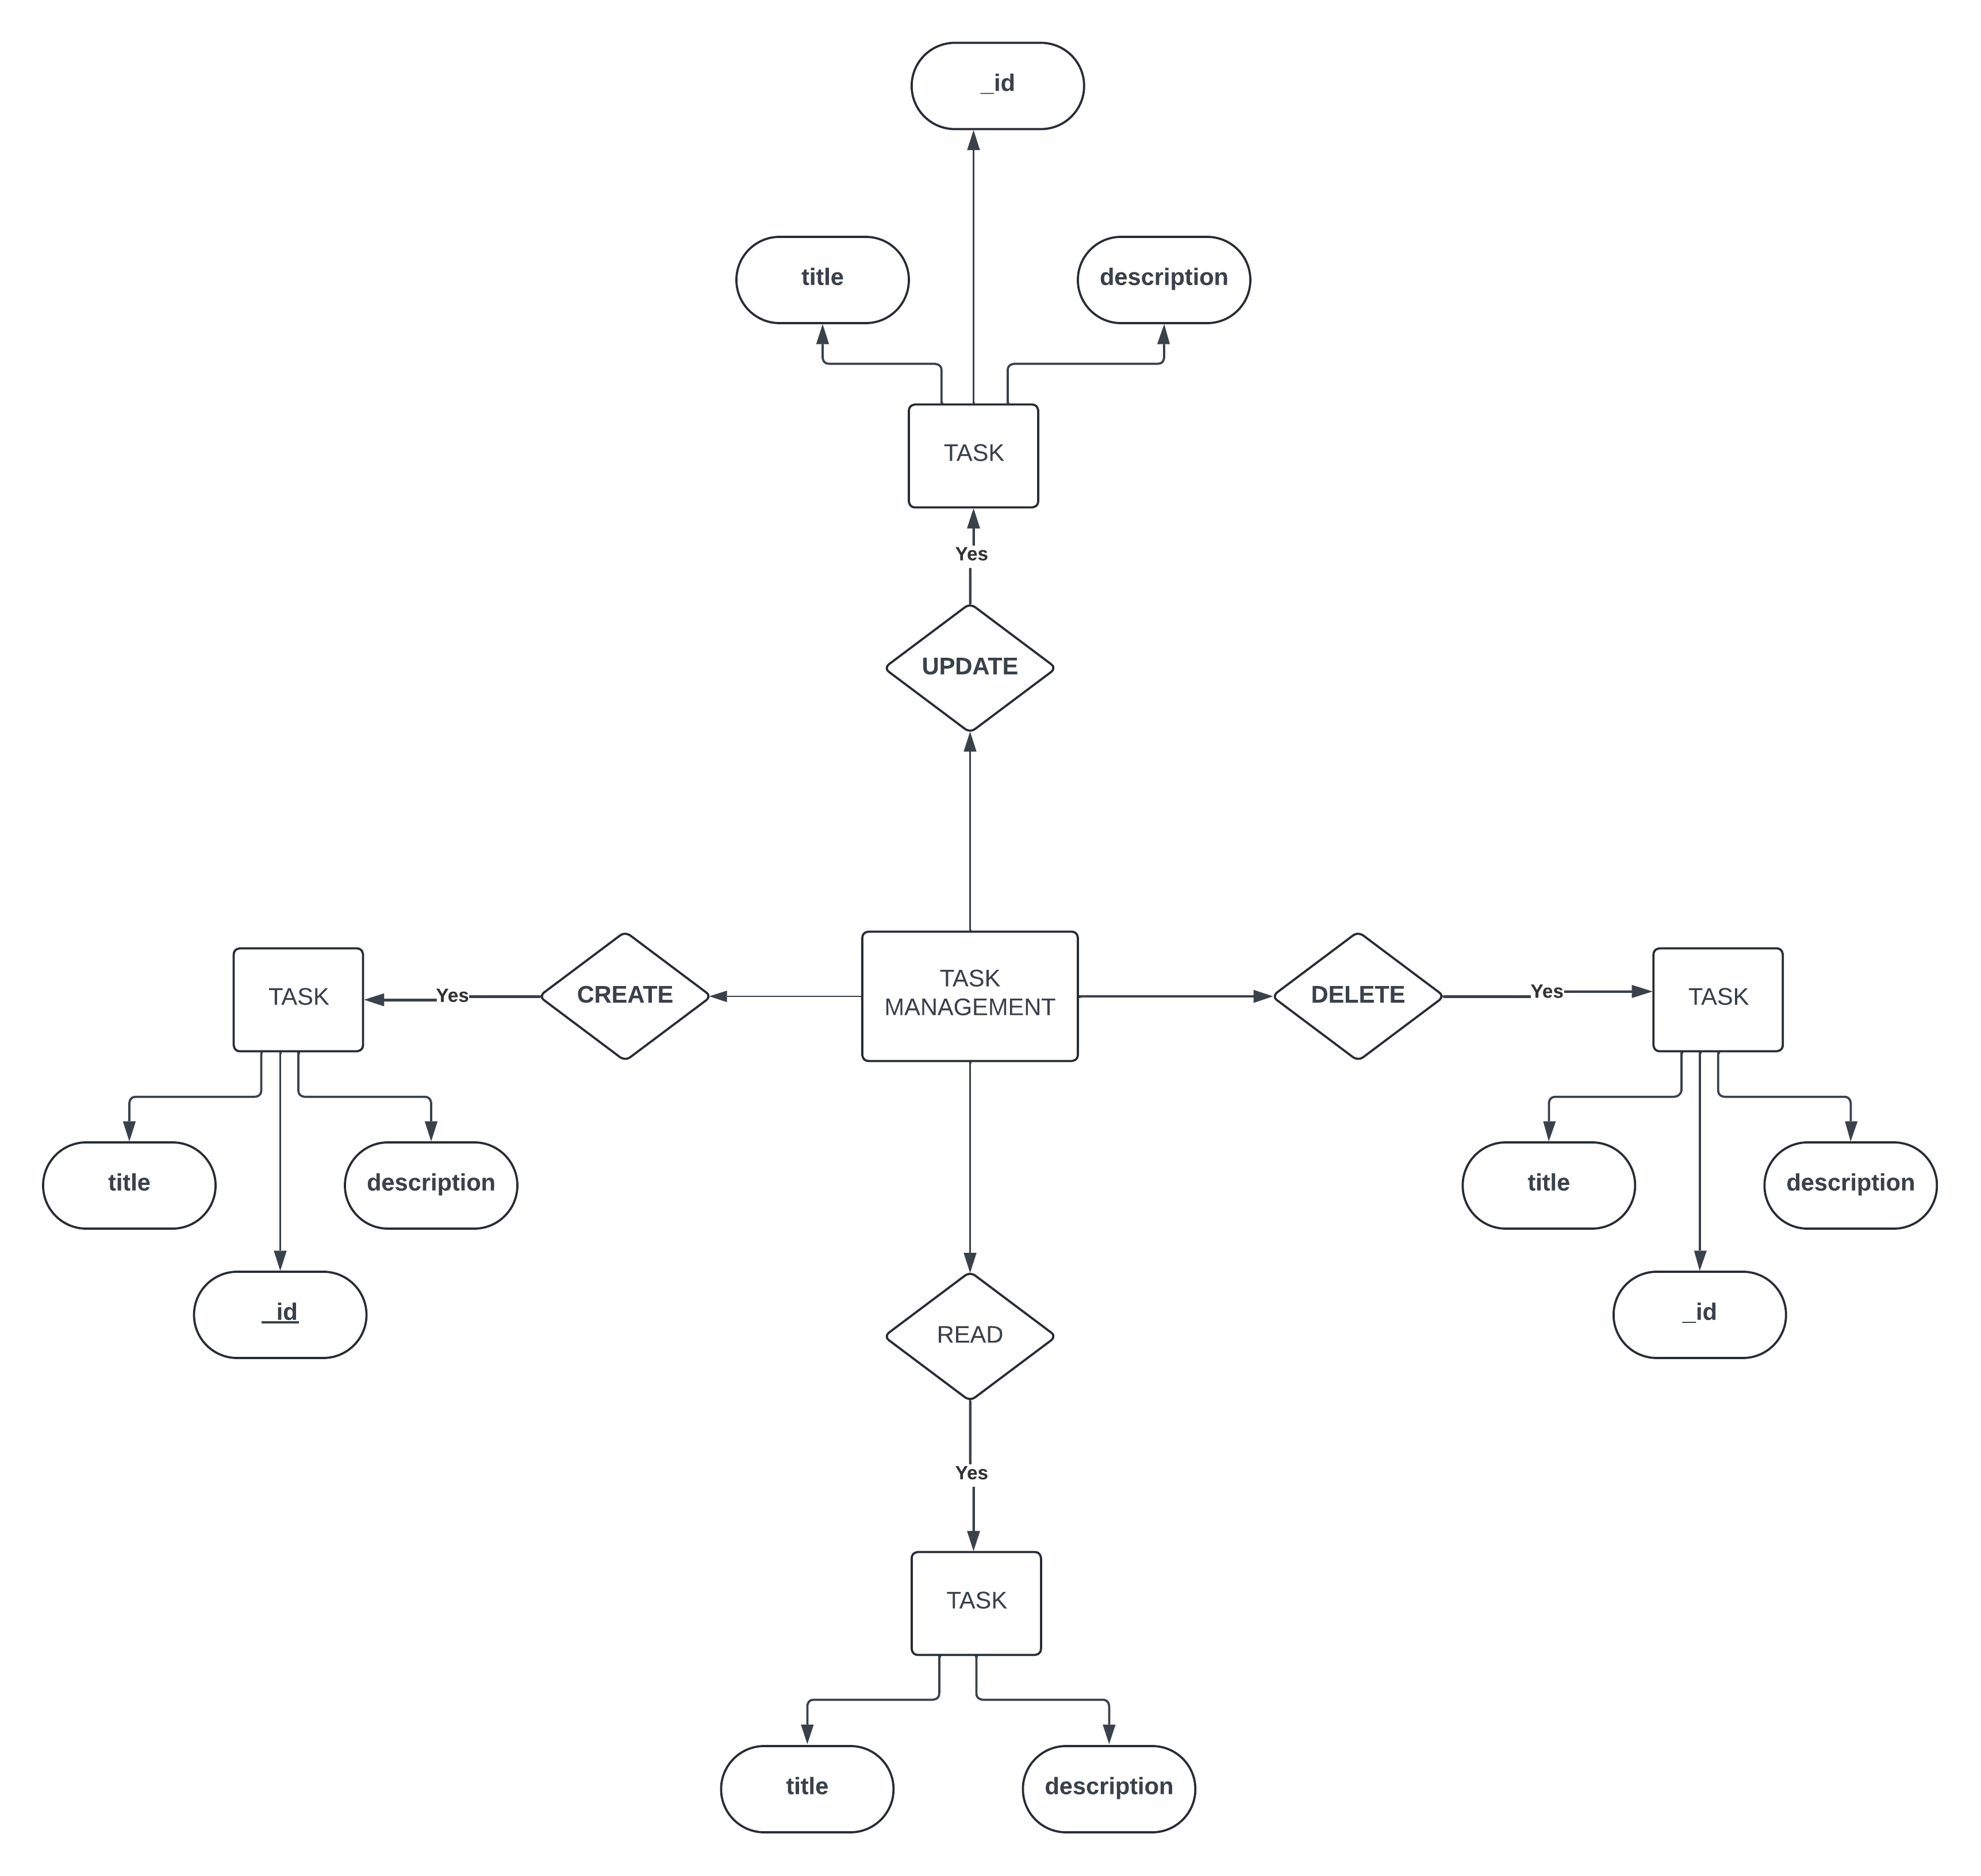 _id
title
description
TASK
Yes
UPDATE
TASK
MANAGEMENT
CREATE
Yes
TASK
title
description
_id
DELETE
Yes
TASK
title
description
_id
READ
Yes
TASK
title
description